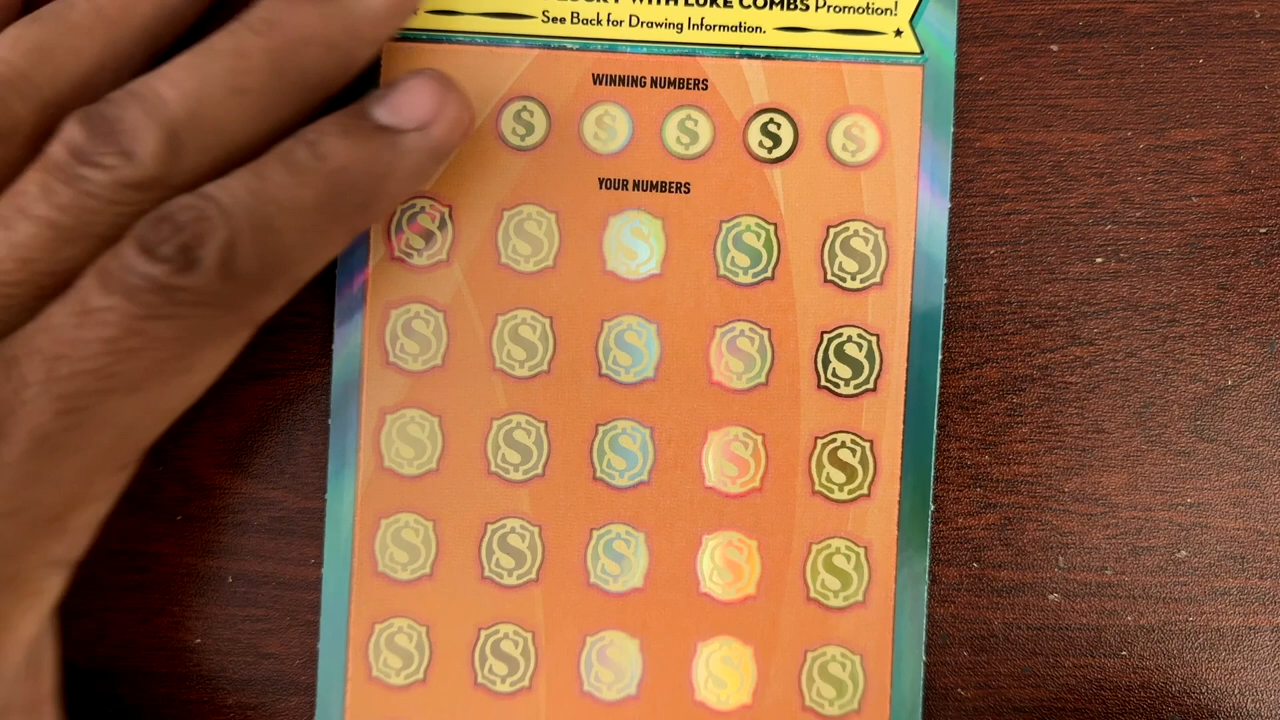 WITH LUKE COMBS Promotion!
See Back for Drawing Information.
WINNING NUMBERS
$ $ $ $ $
YOUR NUMBERS
$ $ $ $ $
$ $ $ $ $
$ $ $ $ $
$ $ $ $ $
$ $ $ $ $